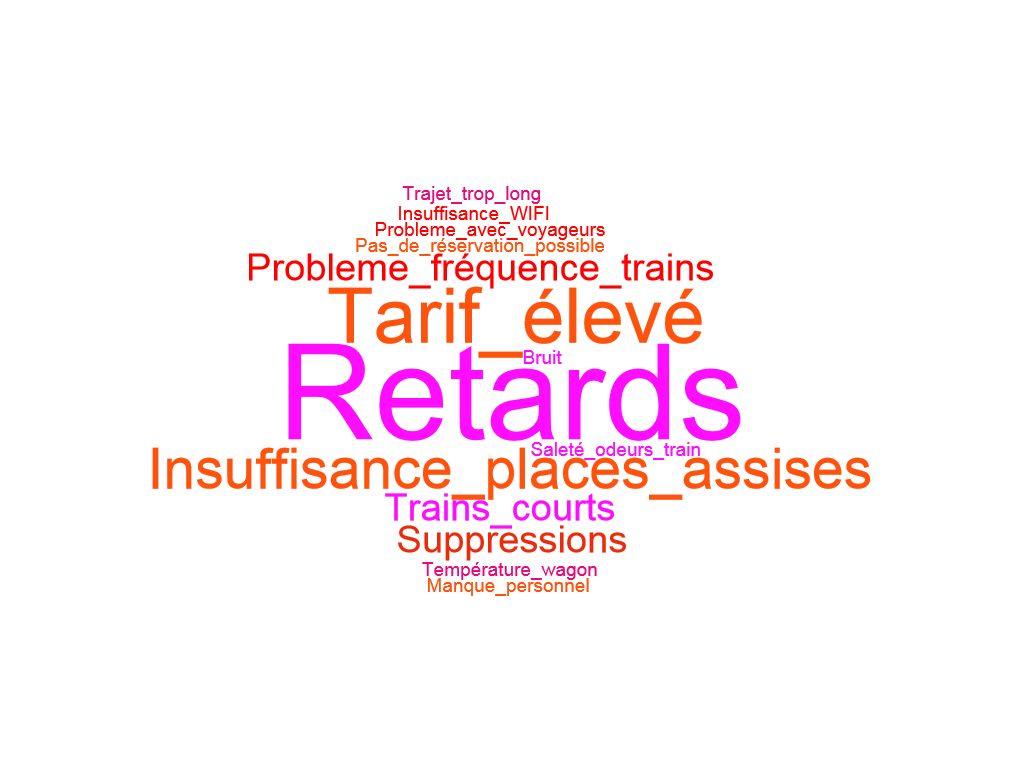 Trajet_trop_long
Insuffisance_WIFI
Probleme_avec_voyageurs
Pas_de_réservation_possible
Probleme_fréquence_trains
Tarif_élevé
Bruit
Retards
Saleté_odeurs_train
Insuffisance_places_assises
Trains_courts
Suppressions
Température_wagon
Manque_personnel